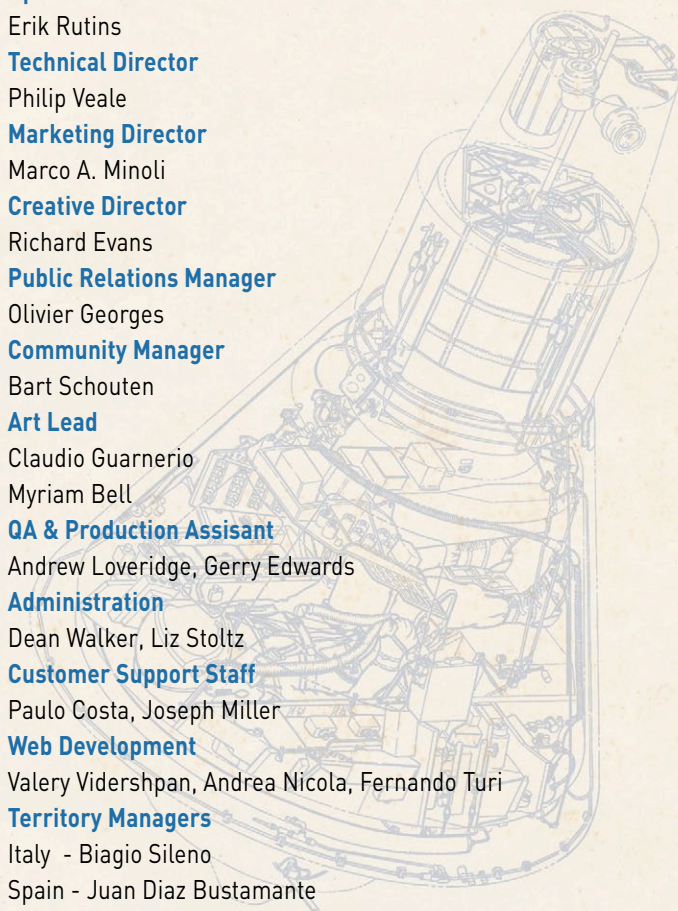 Erik Rutins
Technical Director
Philip Veale
Marketing Director
Marco A. Minoli
Creative Director
Richard Evans
Public Relations Manager
Olivier Georges
Community Manager
Bart Schouten
Art Lead
Claudio Guarnerio
Myriam Bell
QA & Production Assisant
Andrew Loveridge, Gerry Edwards
Administration
Dean Walker, Liz Stoltz
Customer Support Staff
Paulo Costa, Joseph Miller
Web Development
Valery Vidershpan, Andrea Nicola, Fernando Turi
Territory Managers
Italy  - Biagio Sileno
Spain - Juan Diaz Bustamante